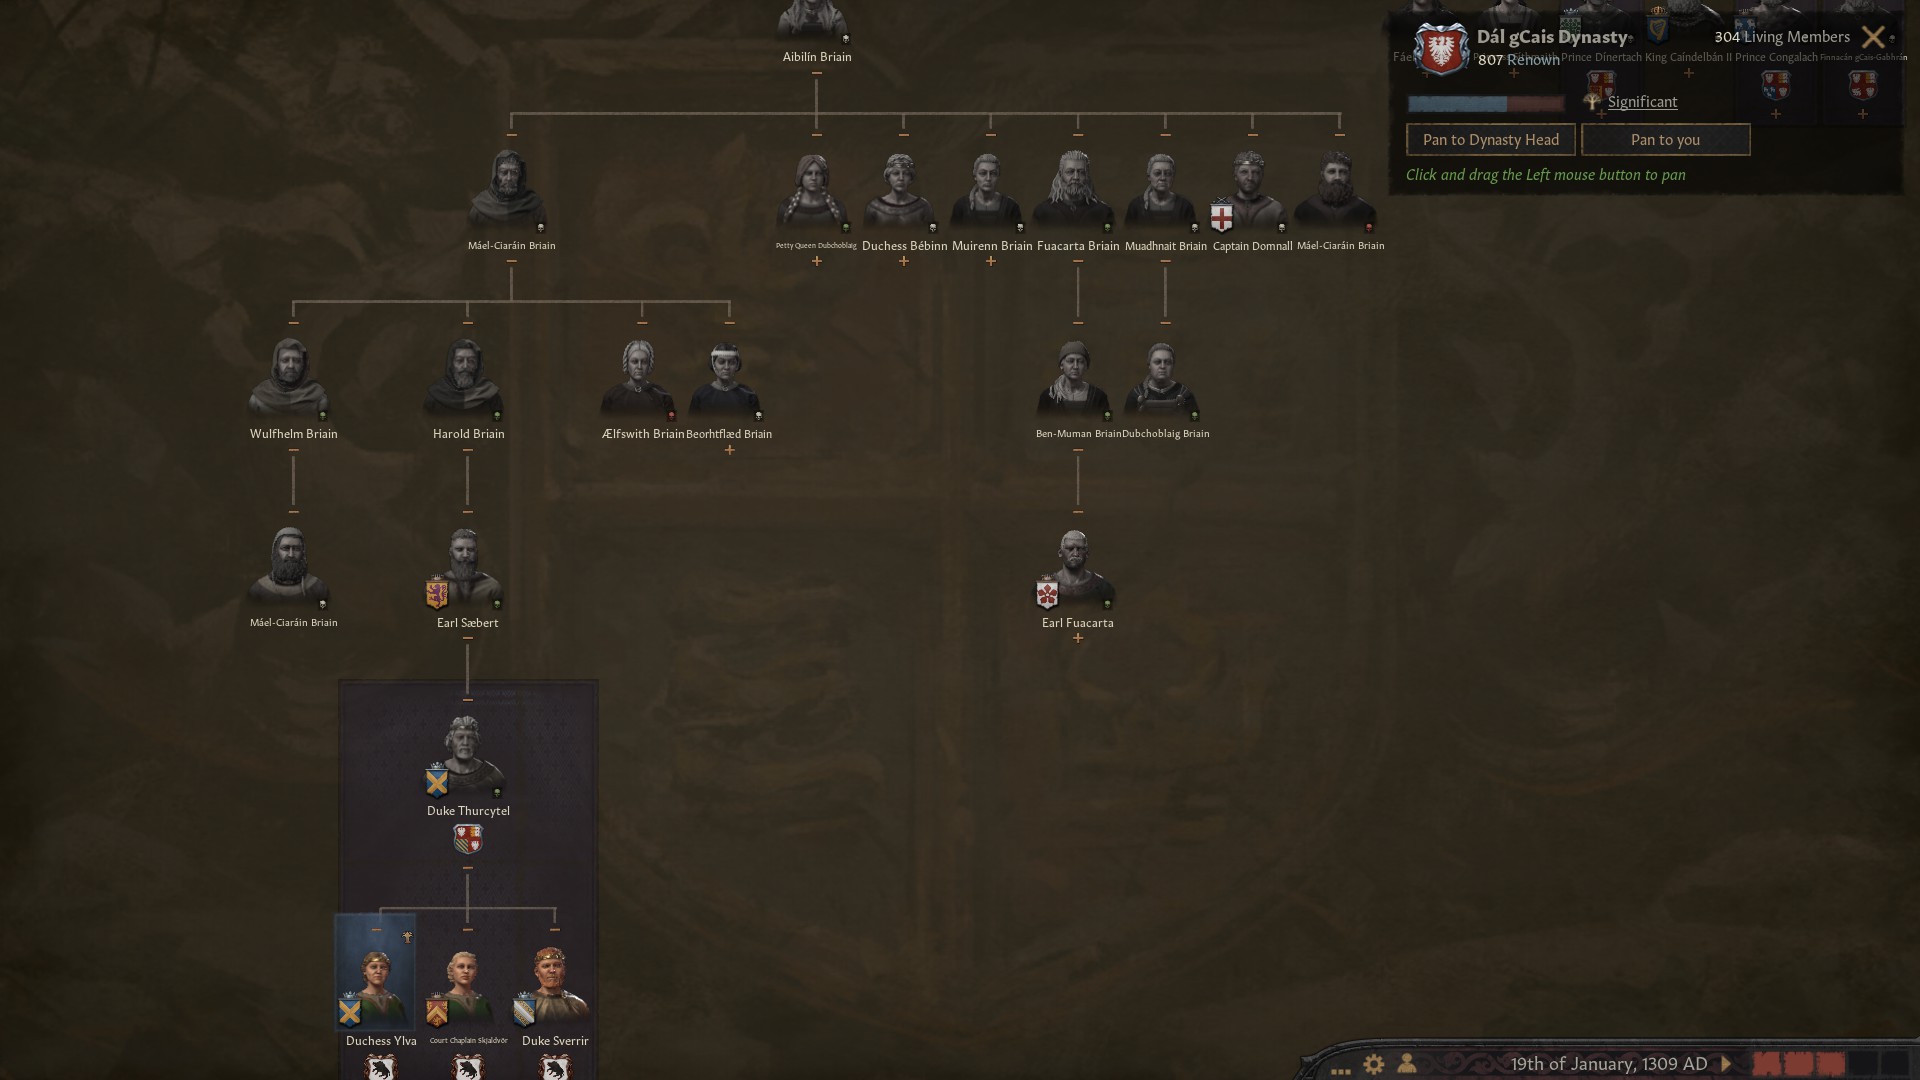 Aibilín Briain
Dál gCais Dynasty
304 Living Members
807 Renown
Prince Dínertach King Caíndelbán II Prince Congalach Finnacán gCais-Gabhrán
Significant
Pan to Dynasty Head
Pan to you
Click and drag the Left mouse button to pan
Máel-Ciaráin Briain
Petty Queen Dubchoblaig
Duchess Bébinn
Muirenn Briain
Fuacarta Briain
Muadhnait Briain
Captain Domnall
Máel-Ciaráin Briain
Wulfhelm Briain
Harold Briain
Ælfswith Briain
Beorhtflæd Briain
Ben-Muman Briain
Dubchoblaig Briain
Máel-Ciaráin Briain
Earl Sæbert
Earl Fuacarta
Duke Thurcytel
Duchess Ylva
Court Chaplain Skjaldvör
Duke Sverrir
... 19th of January, 1309 AD